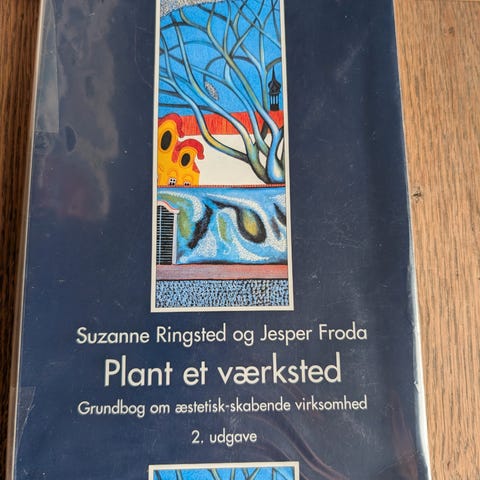 Suzanne Ringsted og Jesper Froda
Plant et værksted
Grundbog om æstetisk-skabende virksomhed
2. udgave